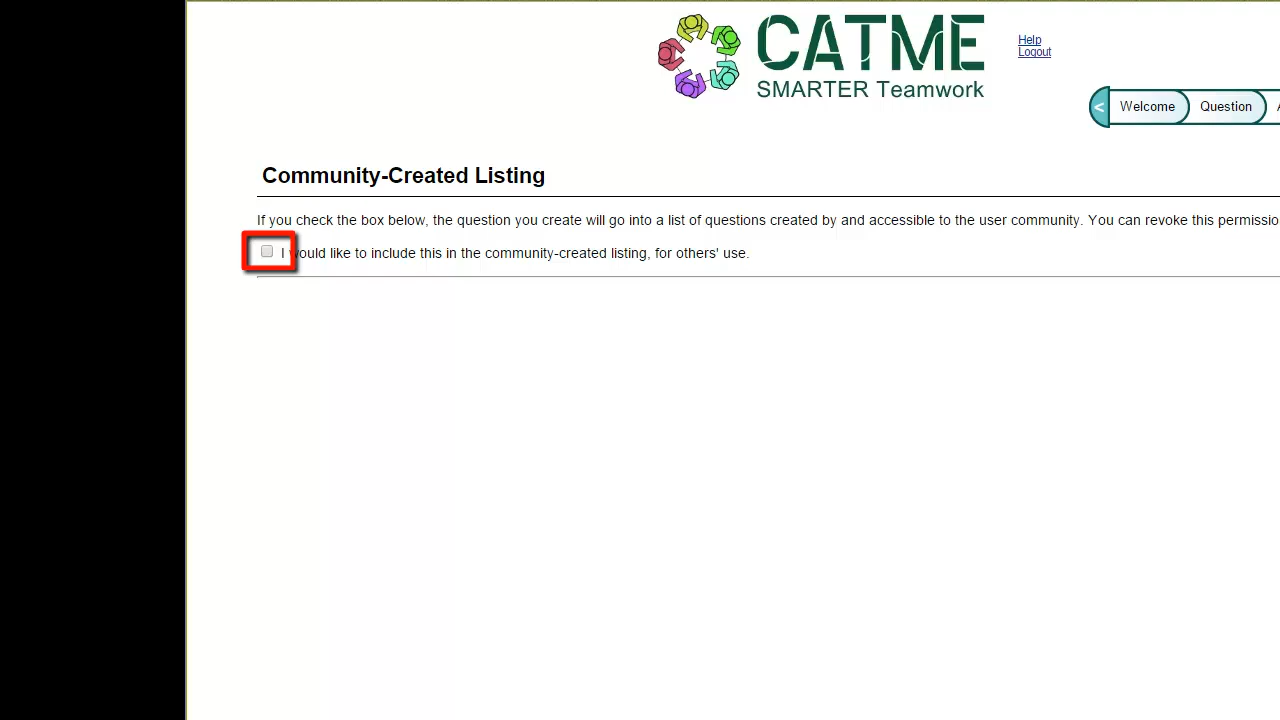 CATME
SMARTER Teamwork
Help
Logout
< Welcome Question
Community-Created Listing
If you check the box below, the question you create will go into a list of questions created by and accessible to the user community. You can revoke this
I would like to include this in the community-created listing, for others' use.